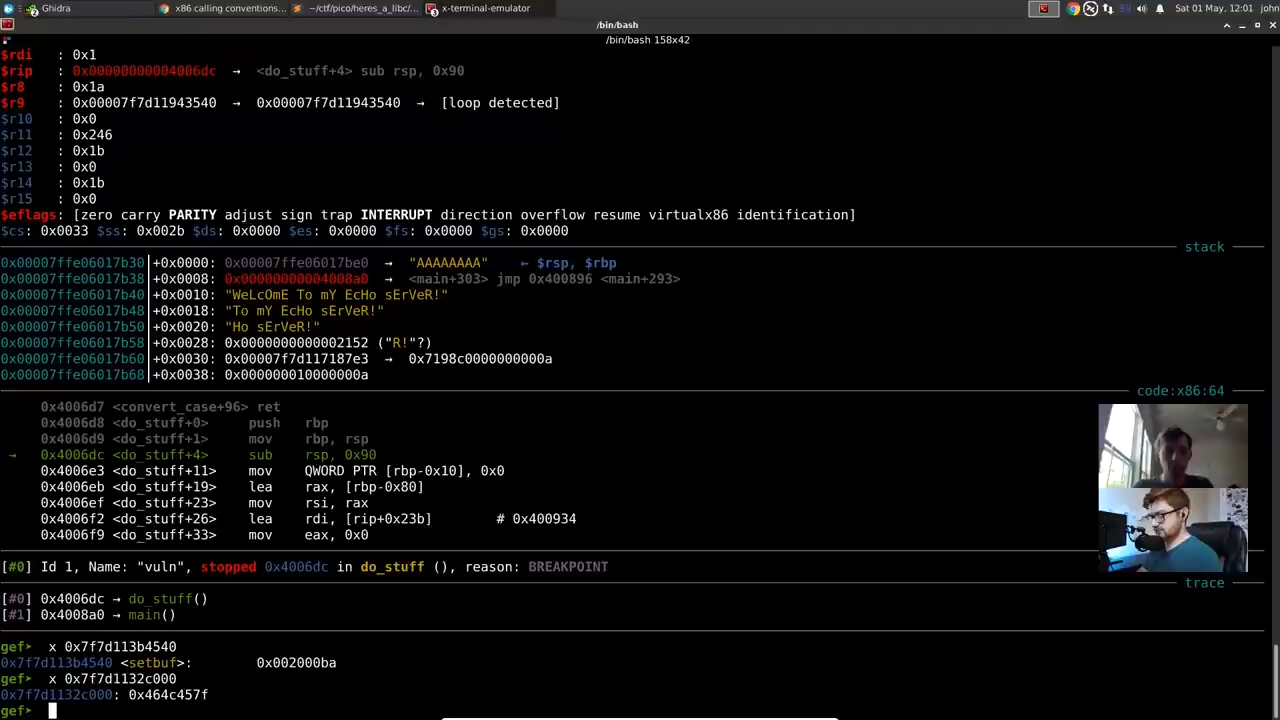 Ghidra
x86 calling conventions...
~/ctf/pico/heres_a_libc/...
x-terminal-emulator
Sat 01 May, 12:01 john
/bin/bash
/bin/bash 158x42
$rdi : 0x1
$rip : 0x00000000004006dc → <do_stuff+4> sub rsp, 0x90
$r8 : 0x1a
$r9 : 0x00007f7d11943540 → 0x00007f7d11943540 → [loop detected]
$r10 : 0x0
$r11 : 0x246
$r12 : 0x1b
$r13 : 0x0
$r14 : 0x1b
$r15 : 0x0
$eflags: [zero carry PARITY adjust sign trap INTERRUPT direction overflow resume virtualx86 identification]
$cs: 0x0033 $ss: 0x002b $ds: 0x0000 $es: 0x0000 $fs: 0x0000 $gs: 0x0000
stack
0x00007ffe06017b30│+0x0000: 0x00007ffe06017be0 → "AAAAAAAA" ← $rsp, $rbp
0x00007ffe06017b38│+0x0008: 0x00000000004008a0 → <main+303> jmp 0x400896 <main+293>
0x00007ffe06017b40│+0x0010: "WeLcOmE To mY EcHo sErVeR!"
0x00007ffe06017b48│+0x0018: "To mY EcHo sErVeR!"
0x00007ffe06017b50│+0x0020: "Ho sErVeR!"
0x00007ffe06017b58│+0x0028: 0x0000000000002152 ("R!"?)
0x00007ffe06017b60│+0x0030: 0x00007f7d117187e3 → 0x7198c0000000000a
0x00007ffe06017b68│+0x0038: 0x000000010000000a
code:x86:64
0x4006d7 <convert_case+96> ret
0x4006d8 <do_stuff+0> push rbp
0x4006d9 <do_stuff+1> mov rbp, rsp
→ 0x4006dc <do_stuff+4> sub rsp, 0x90
0x4006e3 <do_stuff+11> mov QWORD PTR [rbp-0x10], 0x0
0x4006eb <do_stuff+19> lea rax, [rbp-0x80]
0x4006ef <do_stuff+23> mov rsi, rax
0x4006f2 <do_stuff+26> lea rdi, [rip+0x23b] # 0x400934
0x4006f9 <do_stuff+33> mov eax, 0x0
[#0] Id 1, Name: "vuln", stopped 0x4006dc in do_stuff (), reason: BREAKPOINT
trace
[#0] 0x4006dc → do_stuff()
[#1] 0x4008a0 → main()
gef➤ x 0x7f7d113b4540
0x7f7d113b4540 <setbuf>: 0x002000ba
gef➤ x 0x7f7d1132c000
0x7f7d1132c000: 0x464c457f
gef➤